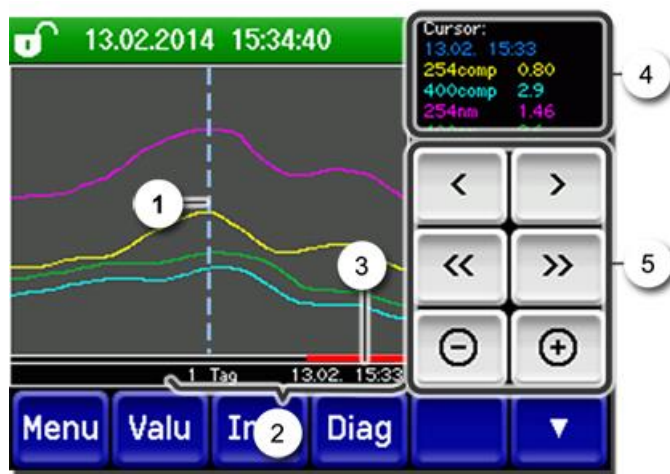 13.02.2014 15:34:40
Cursor:
13.02. 15:33
254comp 0.80
400comp 2.9
254nm 1.46
4
1
<
>
3
<<
>>
5
1 Tag 13.02. 15:33
Menu
Valu
2
Diag